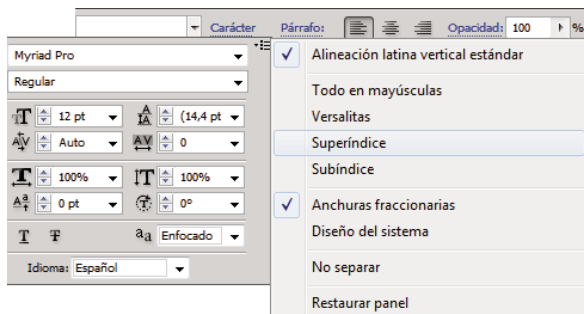 Carácter Párrafo: Opacidad: 100 %
Myriad Pro
Regular
12 pt (14,4 pt
Auto 0
100% 100%
0 pt 0°
T T aa Enfocado
Idioma: Español
Alineación latina vertical estándar
Todo en mayúsculas
Versalitas
Superíndice
Subíndice
Anchuras fraccionarias
Diseño del sistema
No separar
Restaurar panel